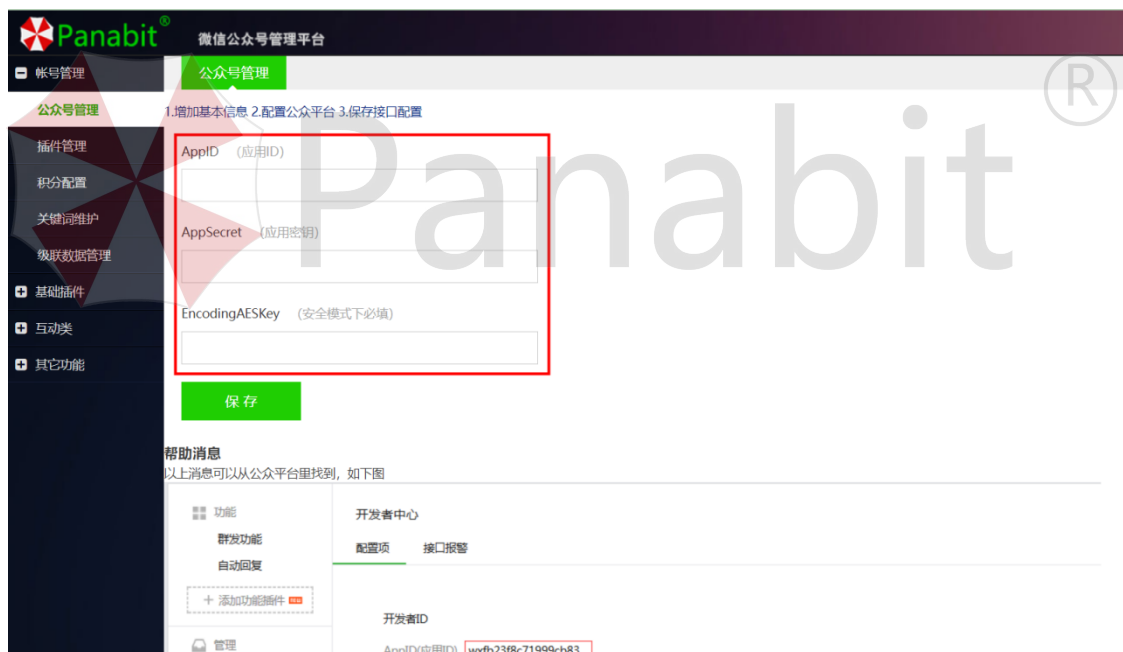 Panabit®
微信公众号管理平台
帐号管理
公众号管理
插件管理
积分配置
关键词维护
级联数据管理
基础插件
互动类
其它功能
公众号管理
1.增加基本信息 2.配置公众平台 3.保存接口配置
AppID (应用ID)
AppSecret (应用密钥)
EncodingAESKey (安全模式下必填)
保存
帮助消息
以上消息可以从公众平台里找到，如下图
功能
群发功能
自动回复
+ 添加功能插件
管理
开发者中心
配置项 接口报警
开发者ID
AppID(应用ID) wxfb23f8c71999cb83
Panabit®